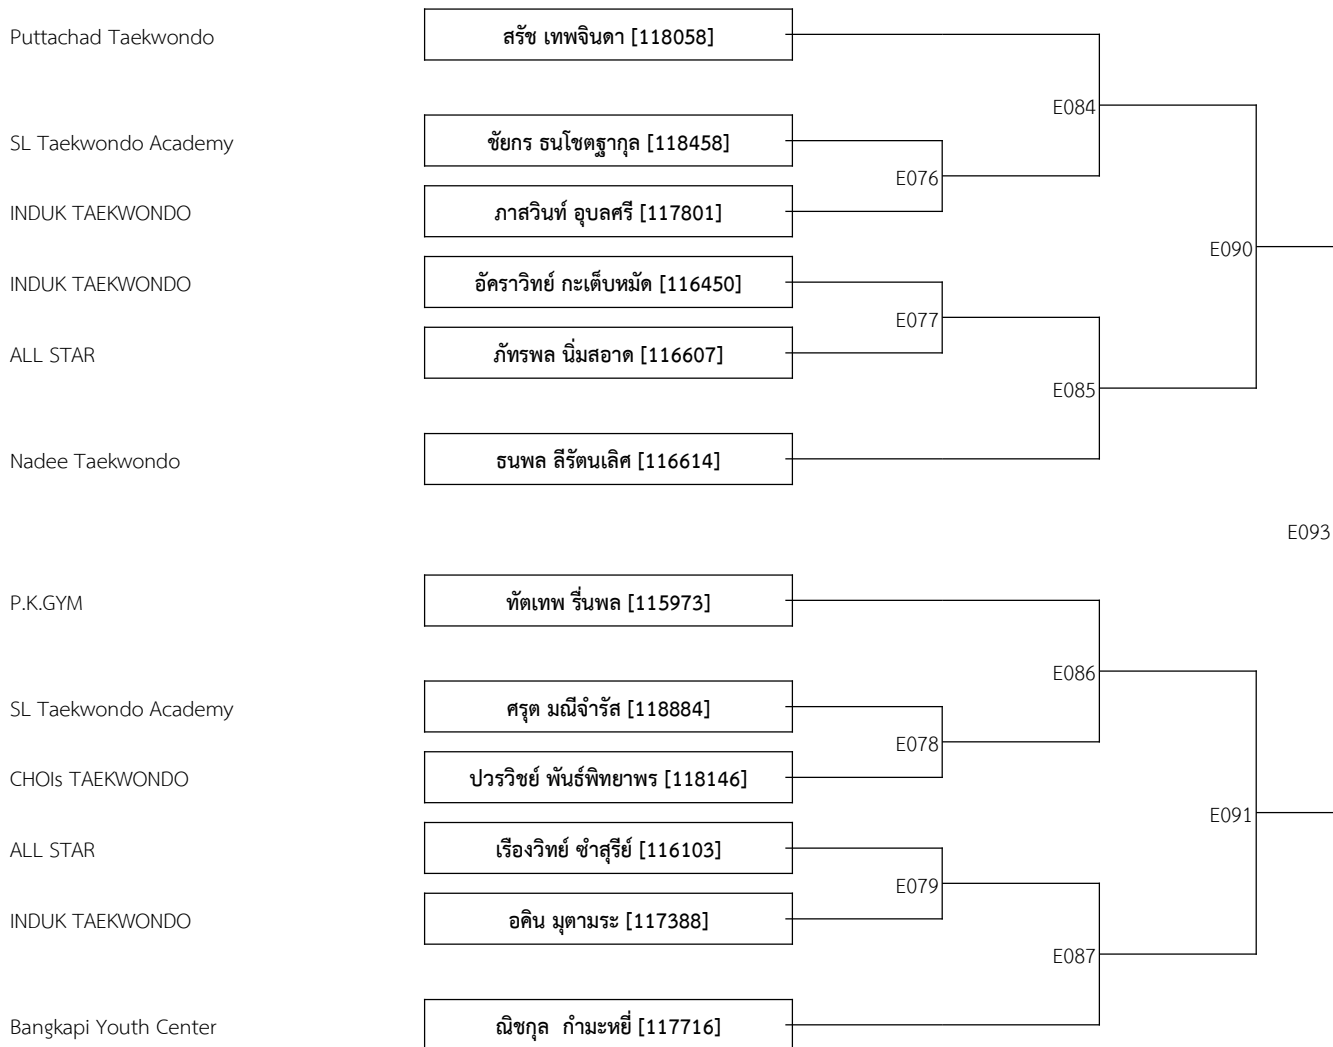 Puttachad Taekwondo สรัช เทพจินดา [118058]
E084
SL Taekwondo Academy ชัยกร ธนโชตฐากุล [118458]
E076
INDUK TAEKWONDO ภาสวินท์ อุบลศรี [117801]
E090
INDUK TAEKWONDO อัคราวิทย์ กะเต็บหมัด [116450]
E077
ALL STAR ภัทรพล นิ่มสอาด [116607]
E085
Nadee Taekwondo ธนพล ลีรัตนเลิศ [116614]
E093
P.K.GYM ทัตเทพ รื่นพล [115973]
E086
SL Taekwondo Academy ศรุต มณีจำรัส [118884]
E078
CHOIs TAEKWONDO ปวรวิชย์ พันธ์พิทยาพร [118146]
E091
ALL STAR เรืองวิทย์ ซำสุรีย์ [116103]
E079
INDUK TAEKWONDO อคิน มุตามระ [117388]
E087
Bangkapi Youth Center ณิชกุล กำมะหยี่ [117716]